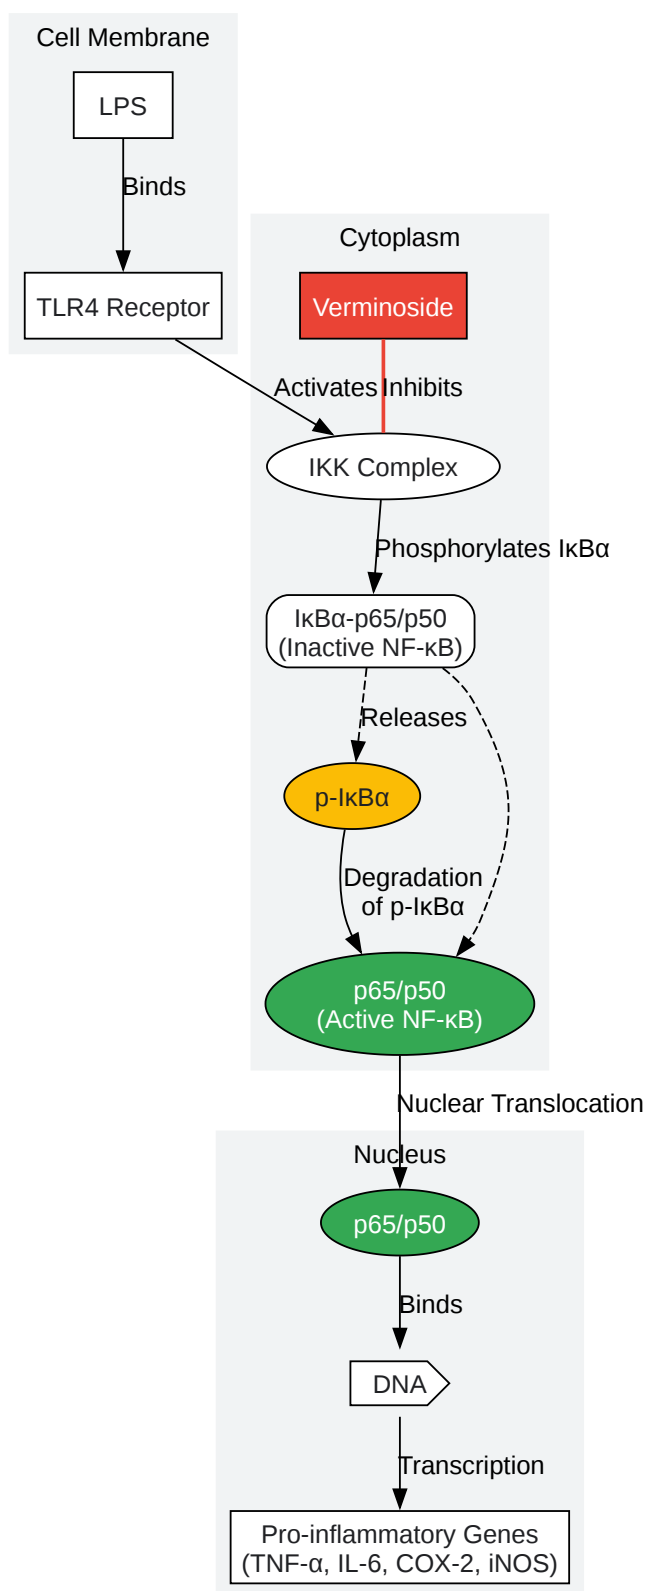 Cell Membrane
LPS
Binds
TLR4 Receptor
Cytoplasm
Verminoside
Activates
Inhibits
IKK Complex
Phosphorylates IκBα
IκBα-p65/p50
(Inactive NF-κB)
Releases
p-IκBα
Degradation
of p-IκBα
p65/p50
(Active NF-κB)
Nuclear Translocation
Nucleus
p65/p50
Binds
DNA
Transcription
Pro-inflammatory Genes
(TNF-α, IL-6, COX-2, iNOS)